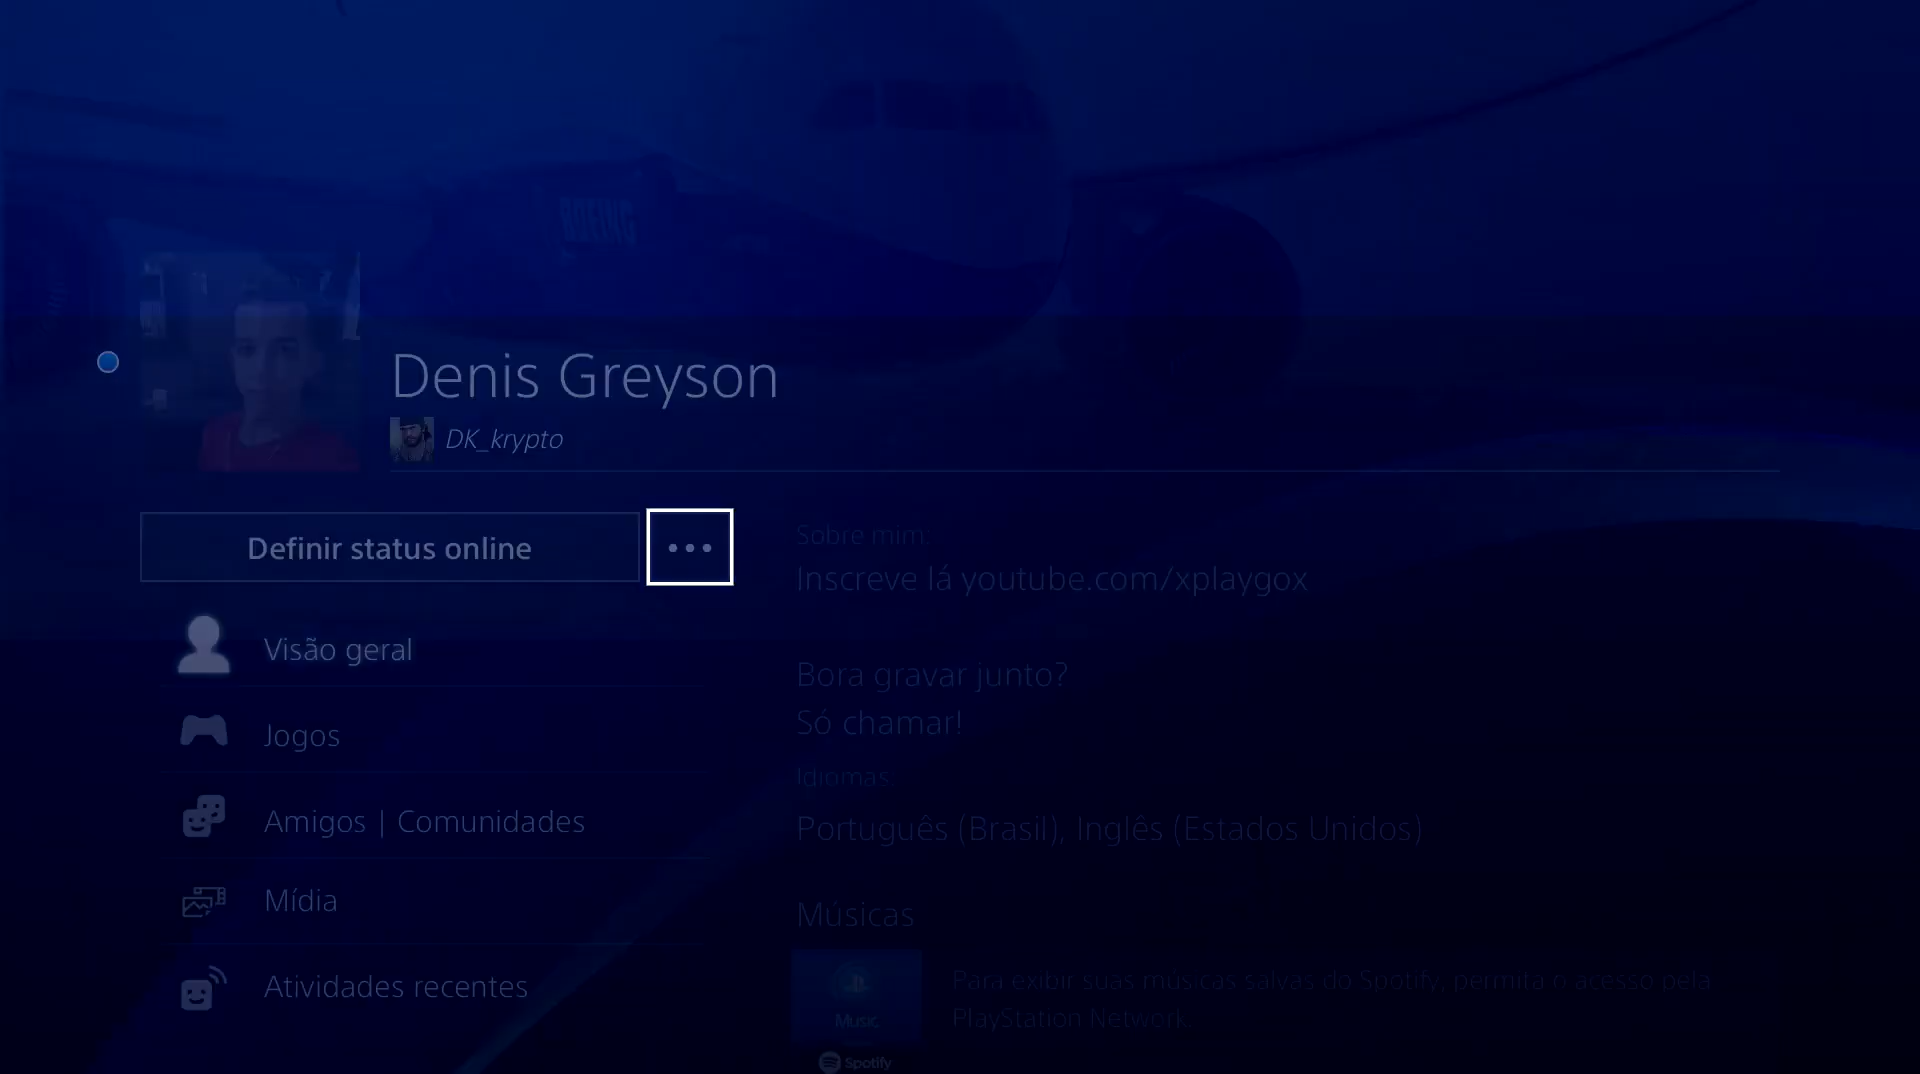 BOEING
Denis Greyson
DK_krypto
Definir status online
Sobre mim:
Inscreve lá youtube.com/xplaygox
Visão geral
Bora gravar junto?
Só chamar!
Jogos
Idiomas:
Amigos | Comunidades
Português (Brasil), Inglês (Estados Unidos)
Mídia
Músicas
Atividades recentes
Para exibir suas músicas salvas do Spotify, permita o acesso pela
PlayStation Network.
Music
Spotify